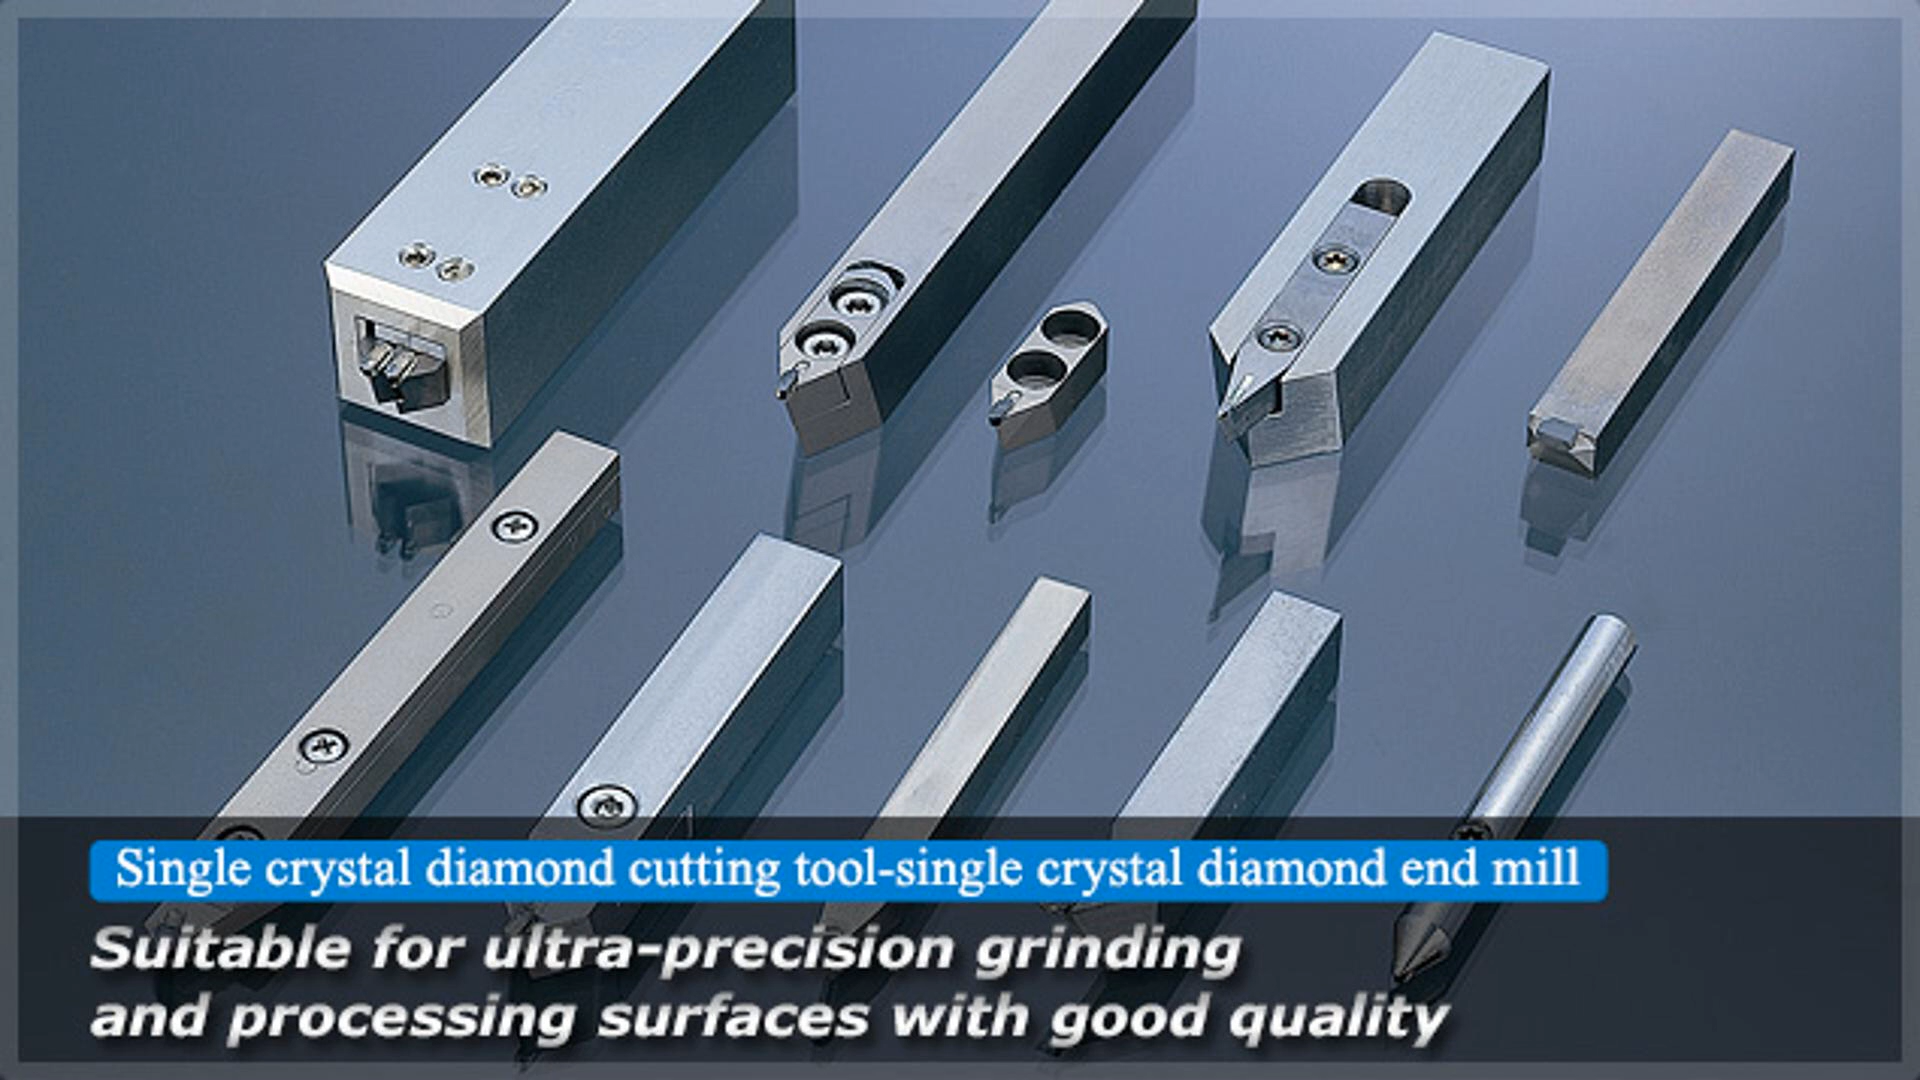 Single crystal diamond cutting tool-single crystal diamond end mill
Suitable for ultra-precision grinding
and processing surfaces with good quality